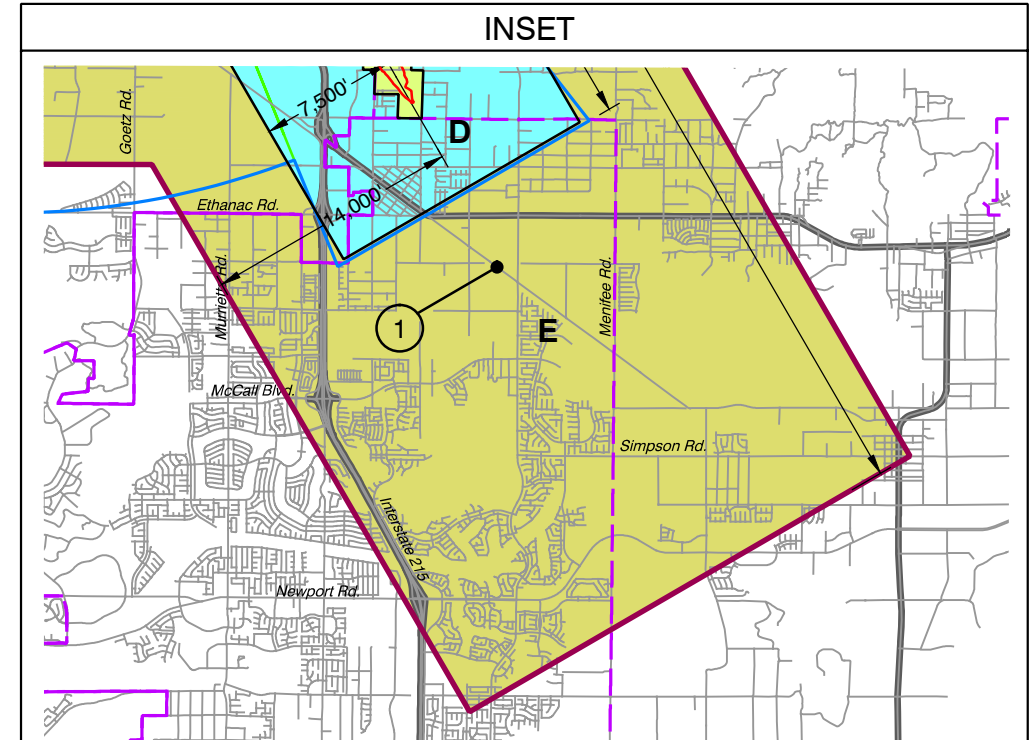 INSET
Goetz Rd.
7,500'
D
14,000'
Ethanac Rd.
Murrieta Rd.
Menifee Rd.
1
E
McCall Blvd.
Simpson Rd.
Interstate 215
Newport Rd.